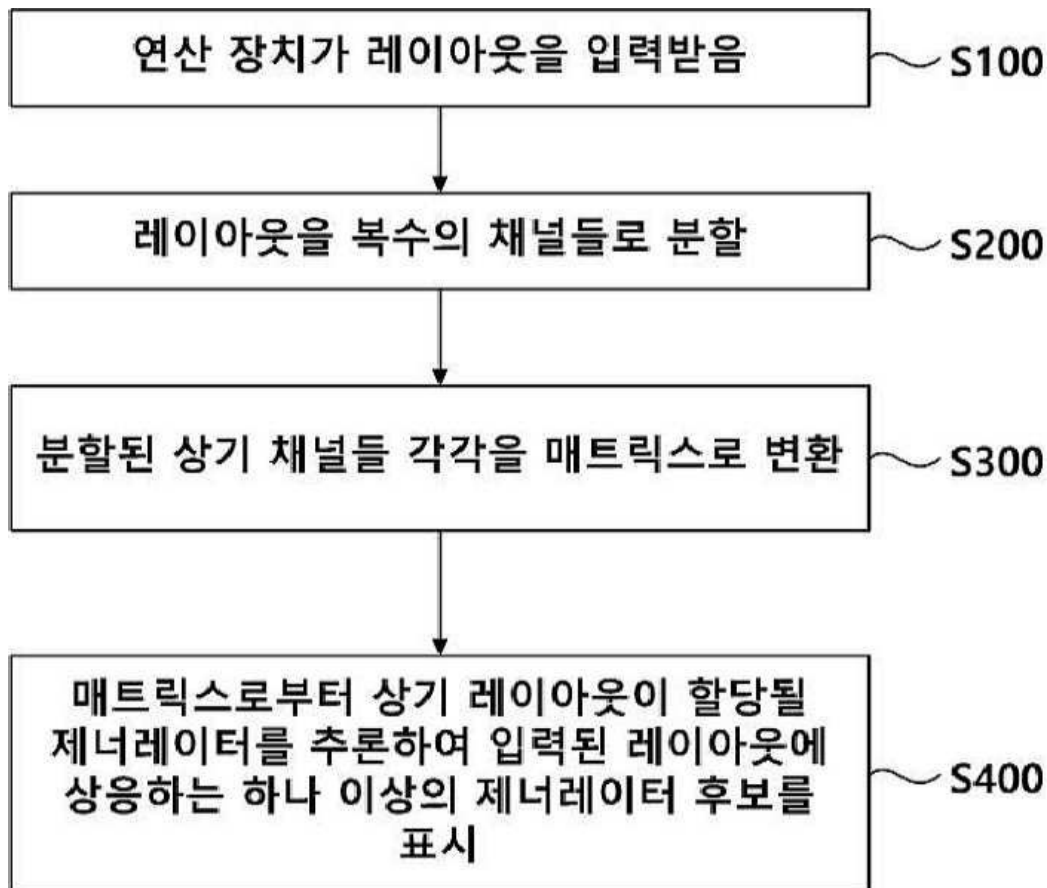 연산 장치가 레이아웃을 입력받음
S100
레이아웃을 복수의 채널들로 분할
S200
분할된 상기 채널들 각각을 매트릭스로 변환
S300
매트릭스로부터 상기 레이아웃이 할당될
제너레이터를 추론하여 입력된 레이아웃에
상응하는 하나 이상의 제너레이터 후보를
표시
S400